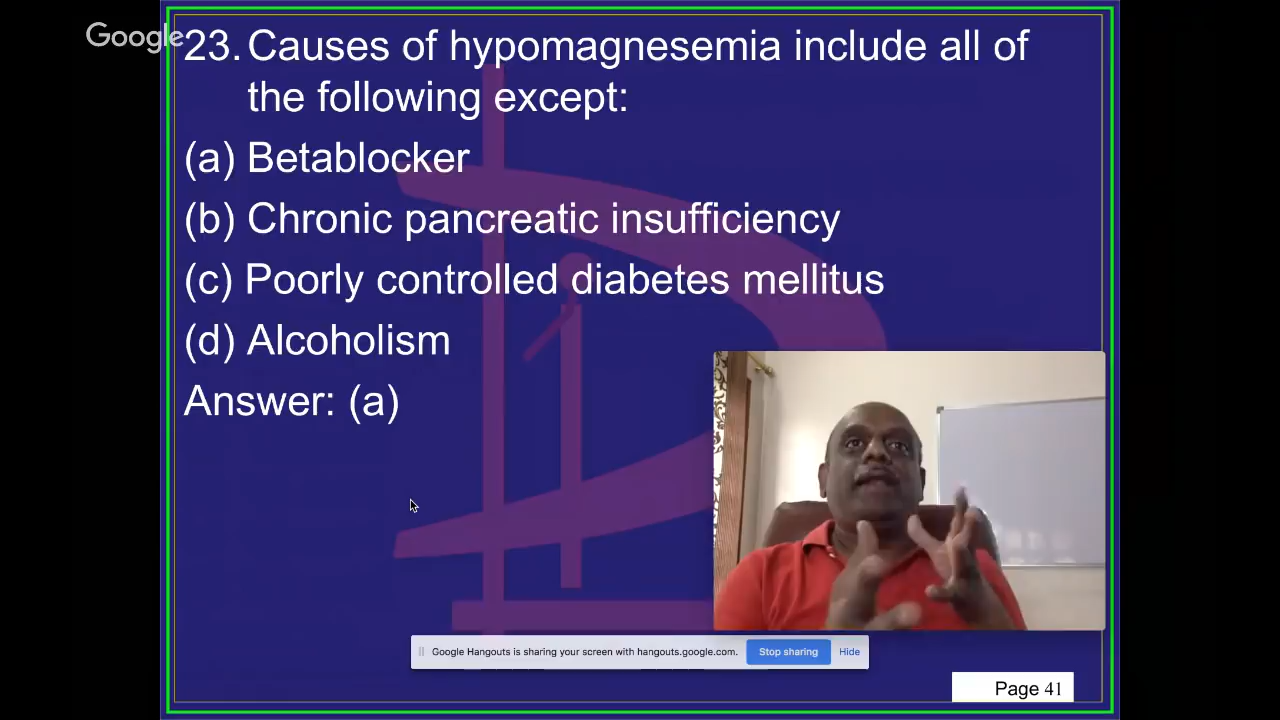 Google
23. Causes of hypomagnesemia include all of
the following except:
(a) Betablocker
(b) Chronic pancreatic insufficiency
(c) Poorly controlled diabetes mellitus
(d) Alcoholism
Answer: (a)
Google Hangouts is sharing your screen with hangouts.google.com. Stop sharing Hide
Page 41